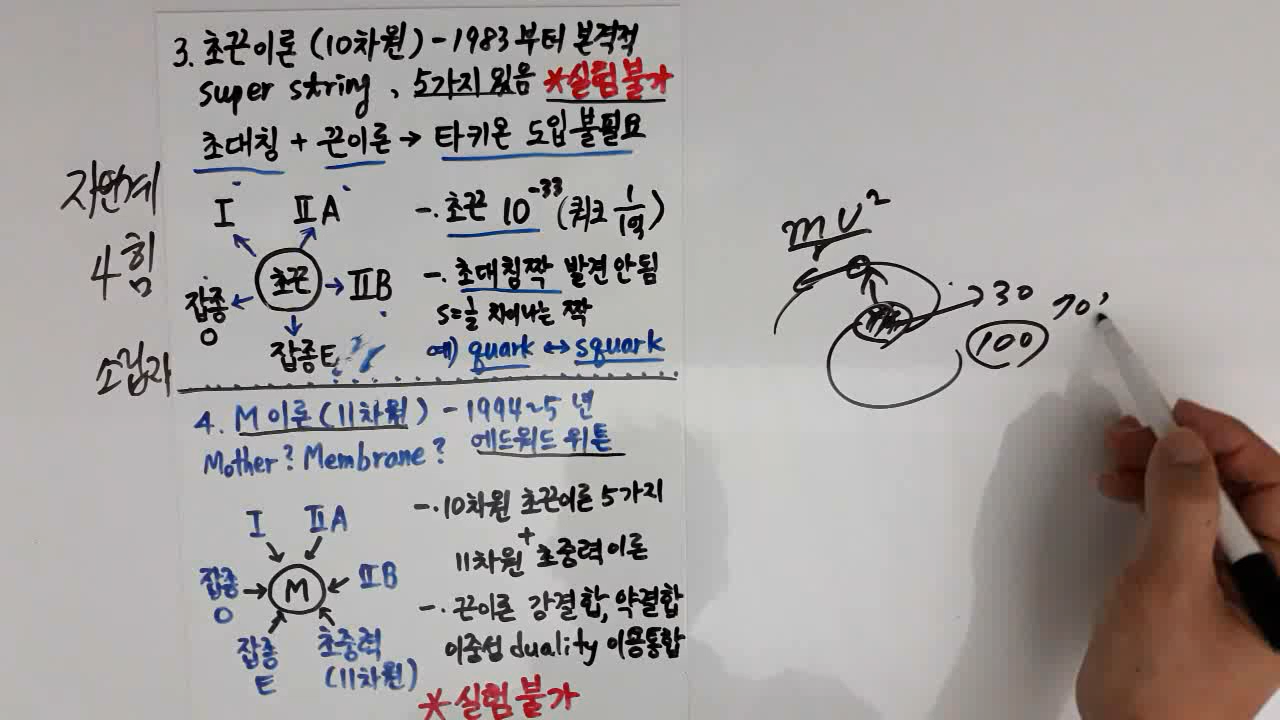 3. 초끈이론 (10차원) - 1983부터 본격적
super string, 5가지 있음 *실험불가
초대칭 + 끈이론 → 타키온 도입 불필요
자연계
4힘
소립자
I
IIA
초끈
IIB
잡종
O
잡종E
-. 초끈 10⁻³³ (쿼크 1/19)
-. 초대칭짝 발견안됨
s=½ 차이나는 짝
예) quark ↔ squark
4. M이론 (11차원) - 1994~5년
Mother? Membrane? 에드워드 위튼
I
IIA
잡종
O
M
IIB
잡종
E
초중력
(11차원)
-. 10차원 초끈이론 5가지
+
11차원 초중력이론
-. 끈이론 강결합, 약결합
이중성 duality 이용통합
*실험불가
mv²
r
30
100
70